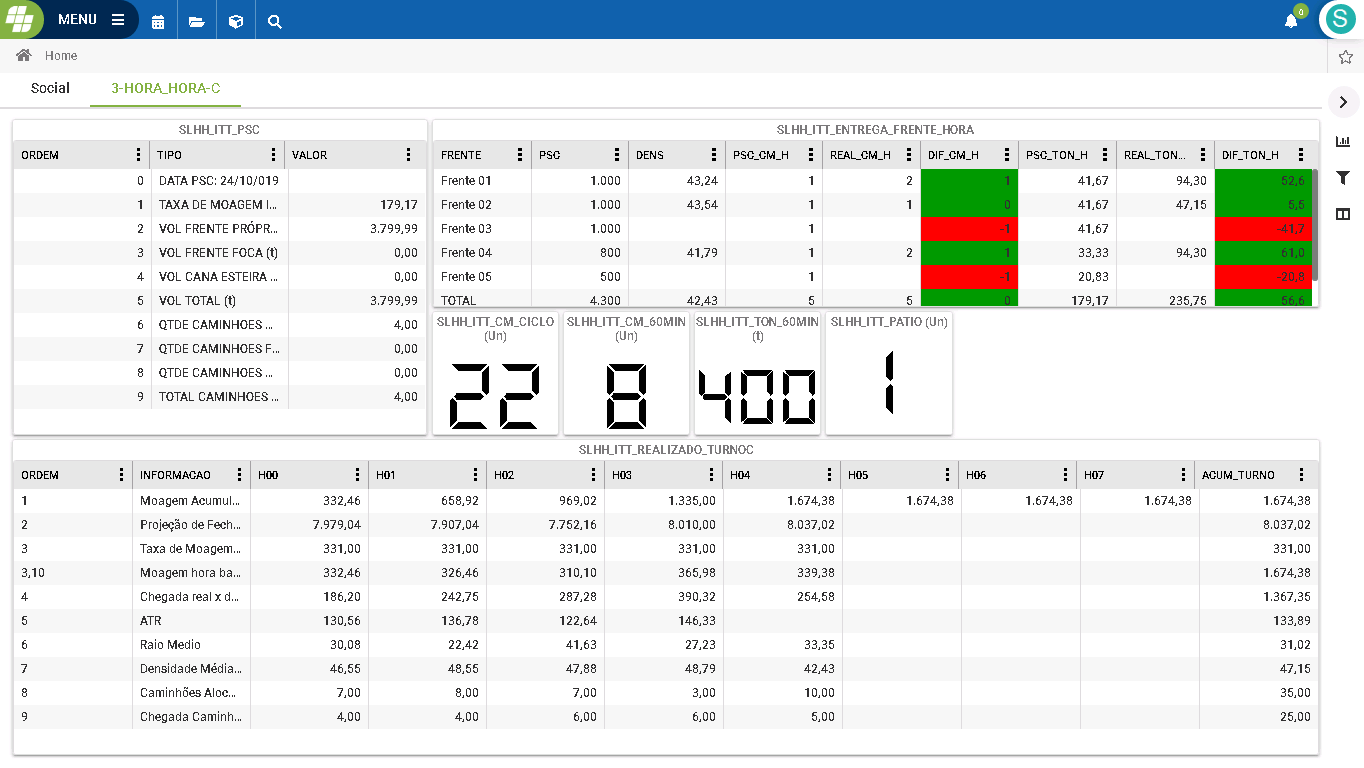 MENU
0
S
Home
Social 3-HORA_HORA-C
SLHH_ITT_PSC
ORDEM TIPO VALOR
0 DATA PSC: 24/10/019
1 TAXA DE MOAGEM I... 179,17
2 VOL FRENTE PRÓPR... 3.799,99
3 VOL FRENTE FOCA (t) 0,00
4 VOL CANA ESTEIRA ... 0,00
5 VOL TOTAL (t) 3.799,99
6 QTDE CAMINHOES ... 4,00
7 QTDE CAMINHOES F... 0,00
8 QTDE CAMINHOES ... 0,00
9 TOTAL CAMINHOES ... 4,00
SLHH_ITT_ENTREGA_FRENTE_HORA
FRENTE PSC DENS PSC_CM_H REAL_CM_H DIF_CM_H PSC_TON_H REAL_TON... DIF_TON_H
Frente 01 1.000 43,24 1 2 1 41,67 94,30 52,6
Frente 02 1.000 43,54 1 1 0 41,67 47,15 5,5
Frente 03 1.000 1 -1 41,67 -41,7
Frente 04 800 41,79 1 2 1 33,33 94,30 61,0
Frente 05 500 1 -1 20,83 -20,8
TOTAL 4.300 42,43 5 5 0 179,17 235,75 56,6
SLHH_ITT_CM_CICLO
(Un)
22
SLHH_ITT_CM_60MIN
(Un)
8
SLHH_ITT_TON_60MIN
(t)
400
SLHH_ITT_PATIO (Un)
1
SLHH_ITT_REALIZADO_TURNOC
ORDEM INFORMACAO H00 H01 H02 H03 H04 H05 H06 H07 ACUM_TURNO
1 Moagem Acumul... 332,46 658,92 969,02 1.335,00 1.674,38 1.674,38 1.674,38 1.674,38 1.674,38
2 Projeção de Fech... 7.979,04 7.907,04 7.752,16 8.010,00 8.037,02 8.037,02
3 Taxa de Moagem... 331,00 331,00 331,00 331,00 331,00 331,00
3,10 Moagem hora ba... 332,46 326,46 310,10 365,98 339,38 1.674,38
4 Chegada real x d... 186,20 242,75 287,28 390,32 254,58 1.367,35
5 ATR 130,56 136,78 122,64 146,33 133,89
6 Raio Medio 30,08 22,42 41,63 27,23 33,35 31,02
7 Densidade Média... 46,55 48,55 47,88 48,79 42,43 47,15
8 Caminhões Aloc... 7,00 8,00 7,00 3,00 10,00 35,00
9 Chegada Caminh... 4,00 4,00 6,00 6,00 5,00 25,00